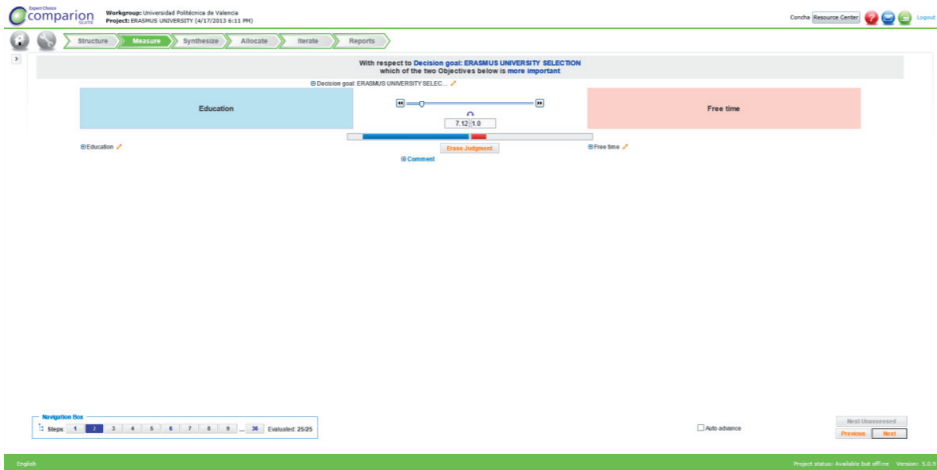 Expert Choice
comparion
SUITE
Workgroup: Universidad Politécnica de Valencia
Project: ERASMUS UNIVERSITY (4/17/2013 6:11 PM)
Concha Resource Center Logout
Structure Measure Synthesize Allocate Iterate Reports
With respect to Decision goal: ERASMUS UNIVERSITY SELECTION
which of the two Objectives below is more important
Decision goal: ERASMUS UNIVERSITY SELEC...
Education
Free time
7.12 1.0
Education
Erase Judgment
Free time
Comment
Navigation Box
Steps: 1 2 3 4 5 6 7 8 9 ... 36 Evaluated: 25/25
Auto advance
Next Unassessed
Previous Next
English
Project status: Available but offline Version: 5.0.5